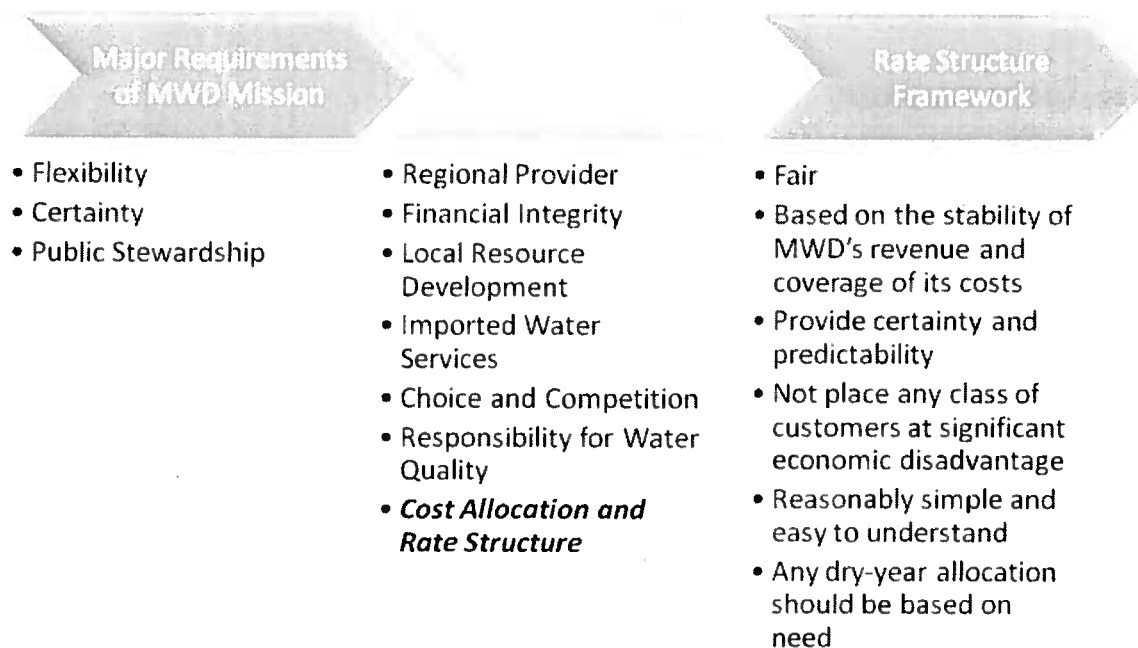 Major Requirements
of MWD Mission
• Flexibility
• Certainty
• Public Stewardship
• Regional Provider
• Financial Integrity
• Local Resource
Development
• Imported Water
Services
• Choice and Competition
• Responsibility for Water
Quality
• Cost Allocation and
Rate Structure
Rate Structure
Framework
• Fair
• Based on the stability of
MWD's revenue and
coverage of its costs
• Provide certainty and
predictability
• Not place any class of
customers at significant
economic disadvantage
• Reasonably simple and
easy to understand
• Any dry-year allocation
should be based on
need